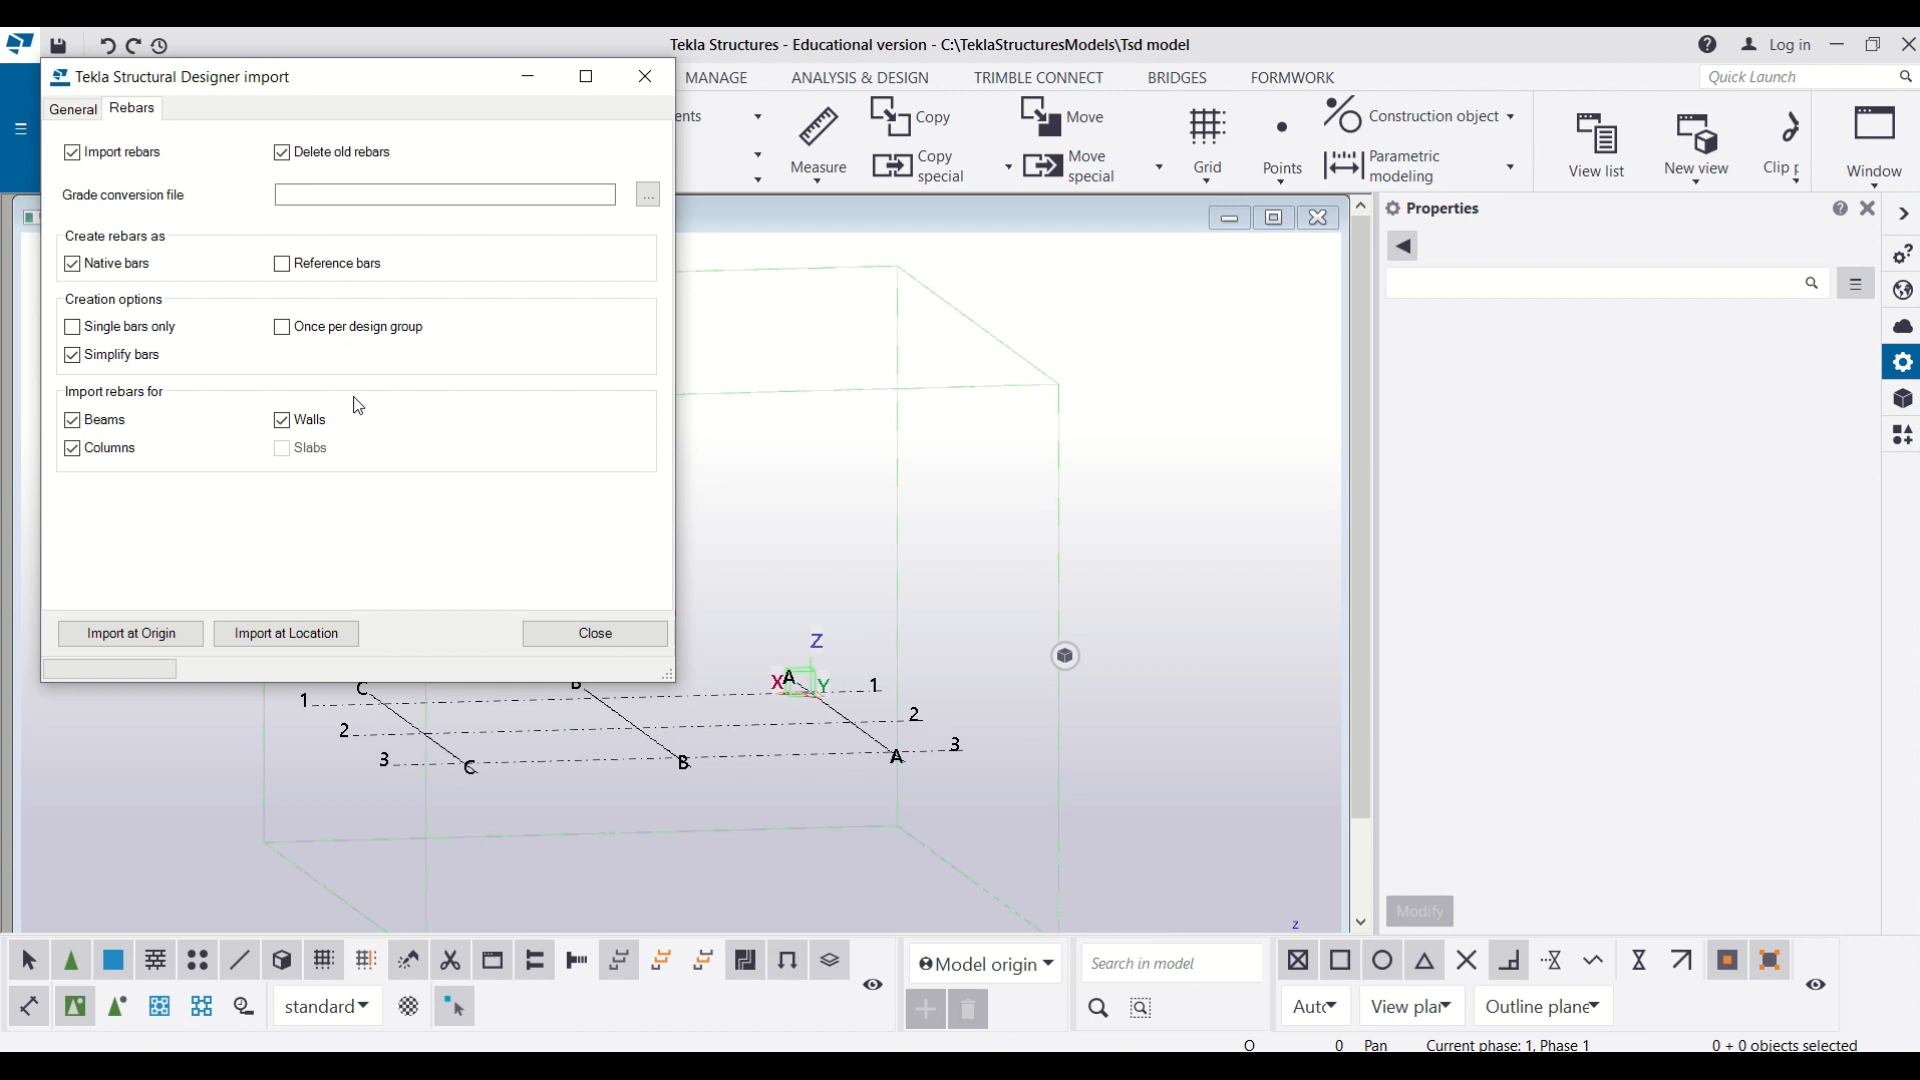 Tekla Structures - Educational version - C:\TeklaStructuresModels\Tsd model
Log in
Tekla Structural Designer import
MANAGE
ANALYSIS & DESIGN
TRIMBLE CONNECT
BRIDGES
FORMWORK
Quick Launch
General
Rebars
ents
Measure
Copy
Copy special
Move
Move special
Grid
Points
Construction object
Parametric modeling
View list
New view
Clip p
Window
Import rebars
Delete old rebars
Grade conversion file
...
Create rebars as
Native bars
Reference bars
Creation options
Single bars only
Once per design group
Simplify bars
Import rebars for
Beams
Walls
Columns
Slabs
Import at Origin
Import at Location
Close
Properties
Modify
Z
X A Y
C
B
1 1
2 2
3 3
C B A
z
Model origin
Search in model
standard
Auto
View plan
Outline plane
O
0
Pan
Current phase: 1, Phase 1
0 + 0 objects selected